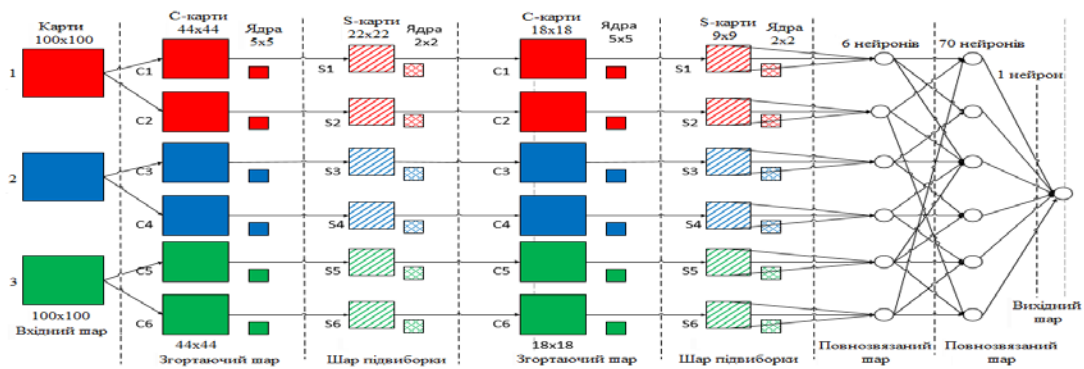 Карти
100x100
С-карти
44x44
Ядра
5x5
S-карти
22x22
Ядра
2x2
С-карти
18x18
Ядра
5x5
S-карти
9x9
Ядра
2x2
6 нейронів
70 нейронів
1 нейрон
1
2
3
C1
C2
C3
C4
C5
C6
S1
S2
S3
S4
S5
S6
C1
C2
C3
C4
C5
C6
S1
S2
S3
S4
S5
S6
100x100
Вхідний шар
44x44
Згортаючий шар
Шар підвиборки
18x18
Згортаючий шар
Шар підвиборки
Повнозвязаний
шар
Повнозвязаний
шар
Вихідний
шар